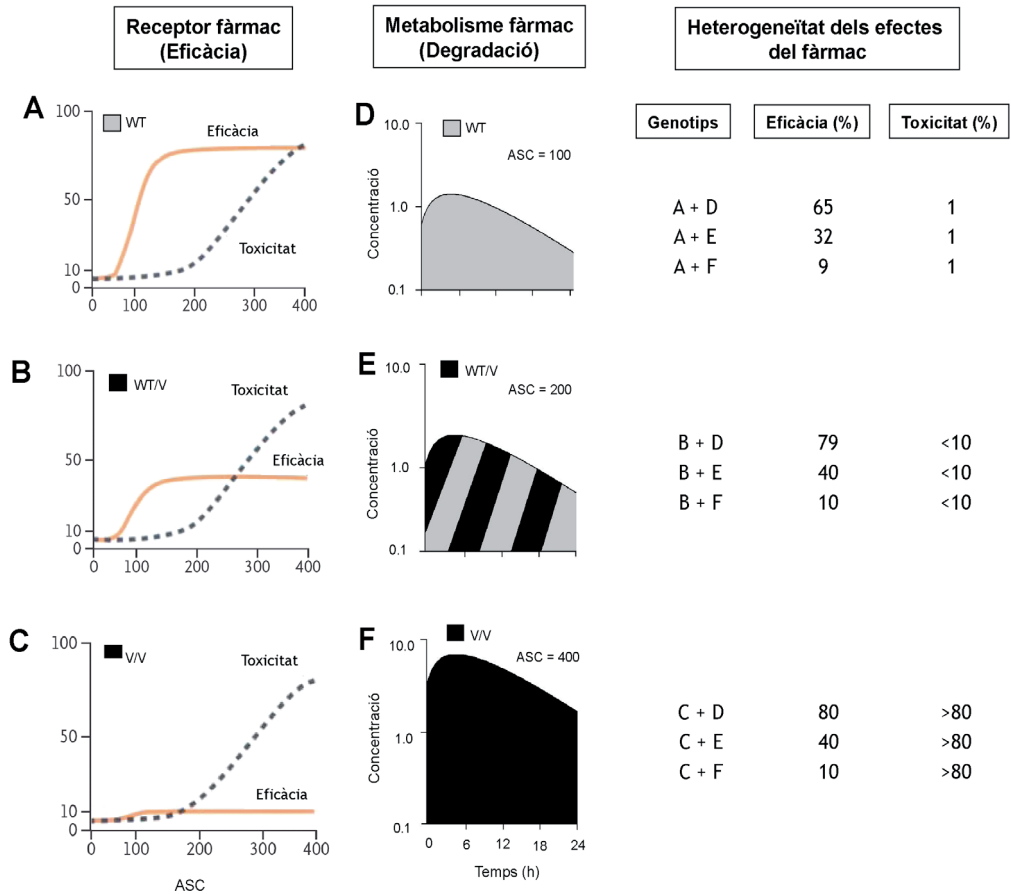 Receptor fàrmac
(Eficàcia)
Metabolisme fàrmac
(Degradació)
Heterogeneïtat dels efectes
del fàrmac
A
100
50
10
0
WT
Eficàcia
Toxicitat
0 100 200 300 400
D
10.0
1.0
0.1
Concentració
WT
ASC = 100
Genotips Eficàcia (%) Toxicitat (%)
A + D 65 1
A + E 32 1
A + F 9 1
B
100
50
10
0
WT/V
Toxicitat
Eficàcia
0 100 200 300 400
E
10.0
1.0
0.1
Concentració
WT/V
ASC = 200
B + D 79 <10
B + E 40 <10
B + F 10 <10
C
100
50
10
0
V/V
Toxicitat
Eficàcia
0 100 200 300 400
ASC
F
10.0
1.0
0.1
Concentració
V/V
ASC = 400
0 6 12 18 24
Temps (h)
C + D 80 >80
C + E 40 >80
C + F 10 >80